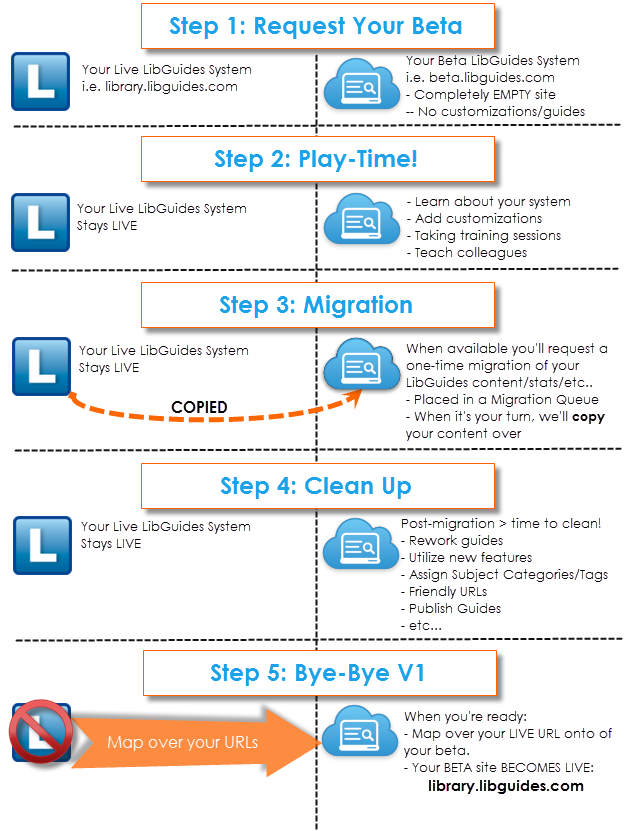 Step 1: Request Your Beta
L
Your Live LibGuides System
i.e. library.libguides.com
Your Beta LibGuides System
i.e. beta.libguides.com
- Completely EMPTY site
-- No customizations/guides
Step 2: Play-Time!
L
Your Live LibGuides System
Stays LIVE
- Learn about your system
- Add customizations
- Taking training sessions
- Teach colleagues
Step 3: Migration
L
Your Live LibGuides System
Stays LIVE
COPIED
When available you'll request a
one-time migration of your
LibGuides content/stats/etc..
- Placed in a Migration Queue
- When it's your turn, we'll copy
your content over
Step 4: Clean Up
L
Your Live LibGuides System
Stays LIVE
Post-migration > time to clean!
- Rework guides
- Utilize new features
- Assign Subject Categories/Tags
- Friendly URLs
- Publish Guides
- etc...
Step 5: Bye-Bye V1
L
Map over your URLs
When you're ready:
- Map over your LIVE URL onto of
your beta.
- Your BETA site BECOMES LIVE:
library.libguides.com